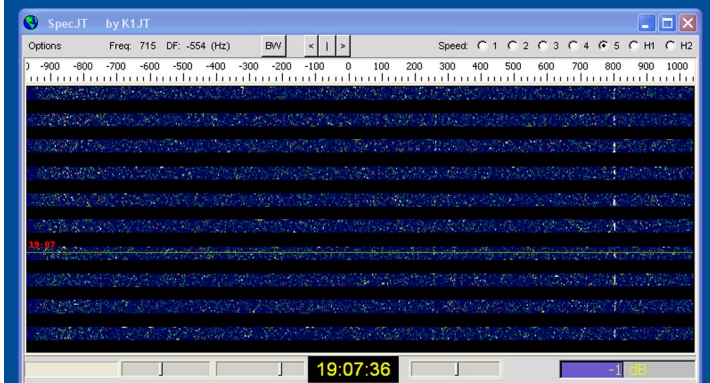 SpecJT by K1JT
Options Freq: 715 DF: -554 (Hz) BW < | > Speed: 1 2 3 4 5 H1 H2
-900 -800 -700 -600 -500 -400 -300 -200 -100 0 100 200 300 400 500 600 700 800 900 1000
19:07
19:07:36 -1 dB